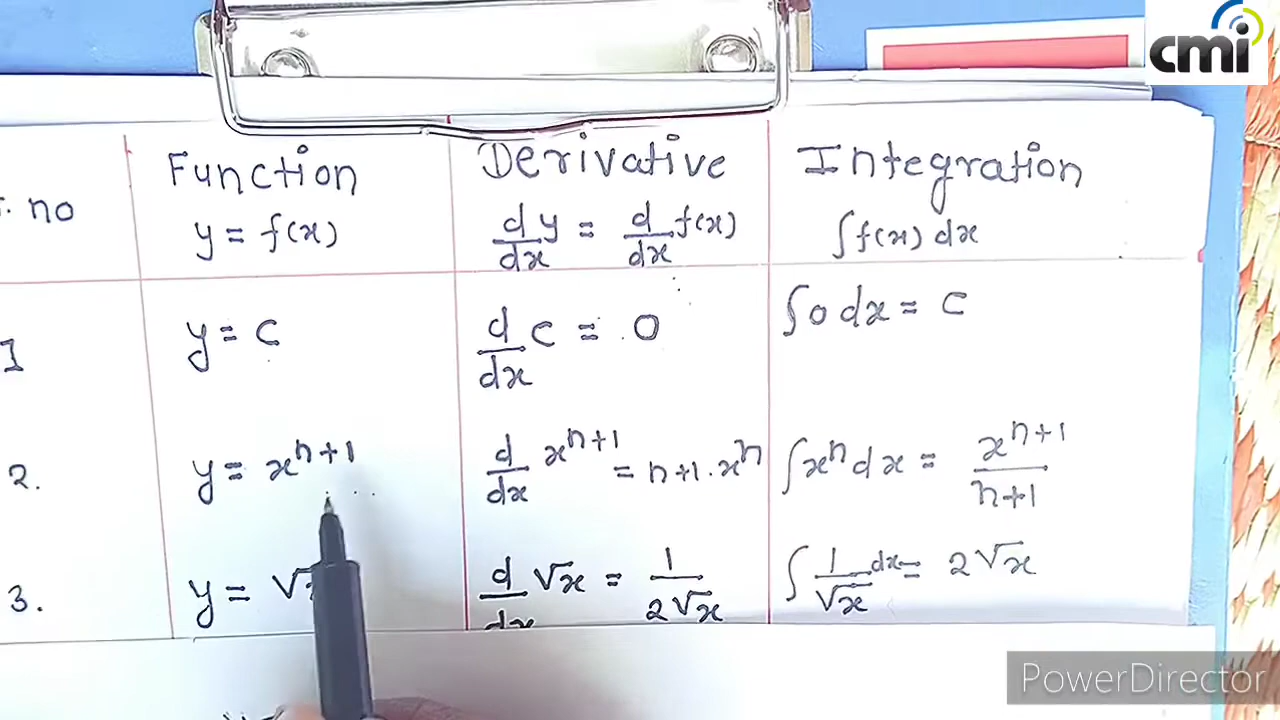 cmi
Function Derivative Integration
. no y = f(x) d/dx y = d/dx f(x) ∫f(x) dx
1 y = c d/dx c = 0 ∫0 dx = c
2. y = x^n+1 d/dx x^n+1 = n+1.x^n ∫x^n dx = x^n+1/n+1
3. y = √ d/dx √x = 1/2√x ∫1/√x dx = 2√x
PowerDirector